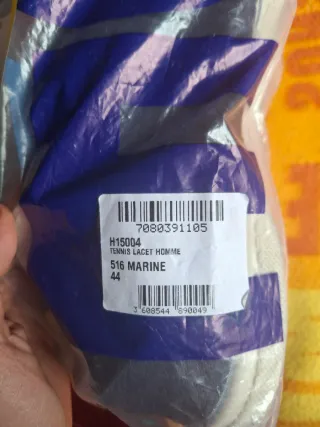 7080391105
H15004
TENNIS LACET HOMME
516 MARINE
44
3 608544 890049